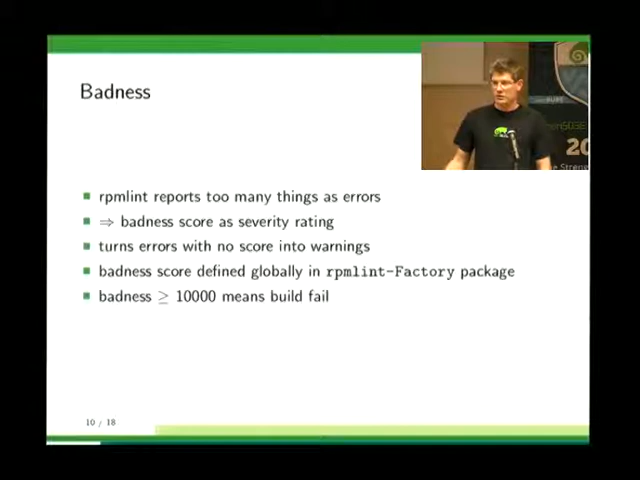 Badness
rpmlint reports too many things as errors
⇒ badness score as severity rating
turns errors with no score into warnings
badness score defined globally in rpmlint-Factory package
badness ≥ 10000 means build fail
10 / 18
20